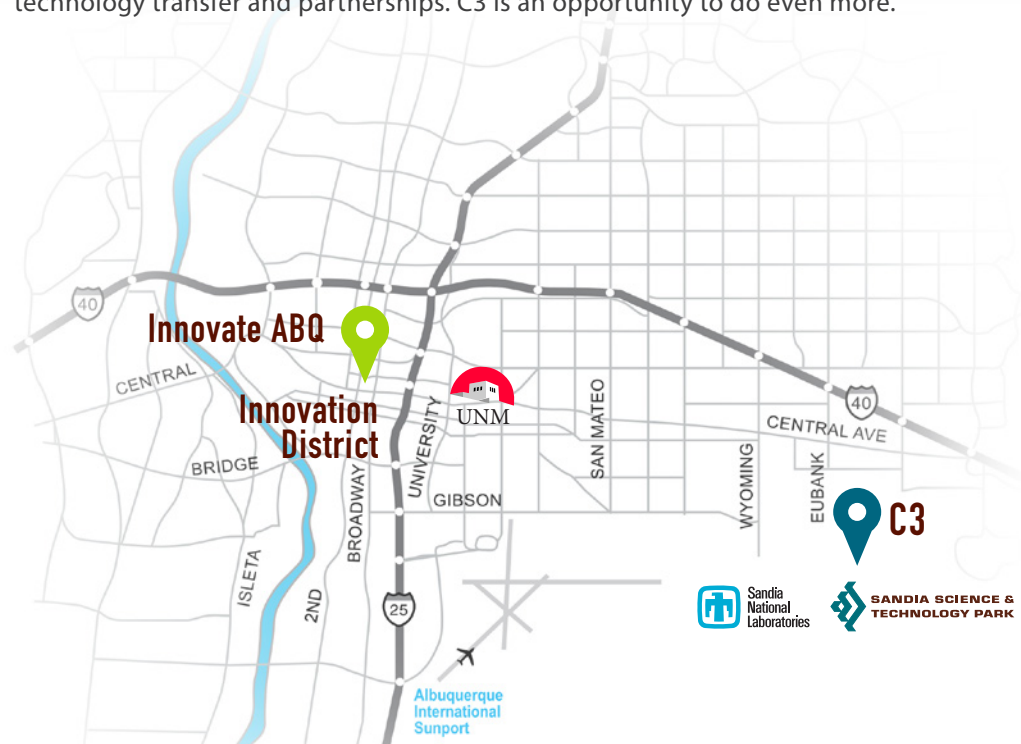 technology transfer and partnerships. C3 is an opportunity to do even more.
40
Innovate ABQ
CENTRAL
Innovation
District
UNIVERSITY
UNM
SAN MATEO
40
CENTRAL AVE
BRIDGE
BROADWAY
GIBSON
WYOMING
EUBANK
C3
ISLETA
2ND
25
Sandia
National
Laboratories
SANDIA SCIENCE &
TECHNOLOGY PARK
Albuquerque
International
Sunport